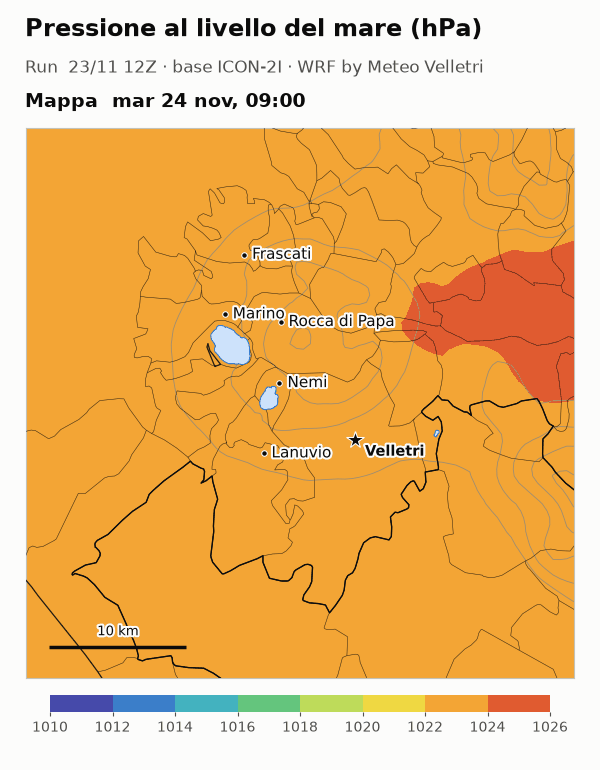 Pressione al livello del mare (hPa)
Run  23/11 12Z · base ICON-2I · WRF by Meteo Velletri
Mappa  mar 24 nov, 09:00
Frascati
Marino
Rocca di Papa
Nemi
Velletri
Lanuvio
10 km
1010 1012 1014 1016 1018 1020 1022 1024 1026